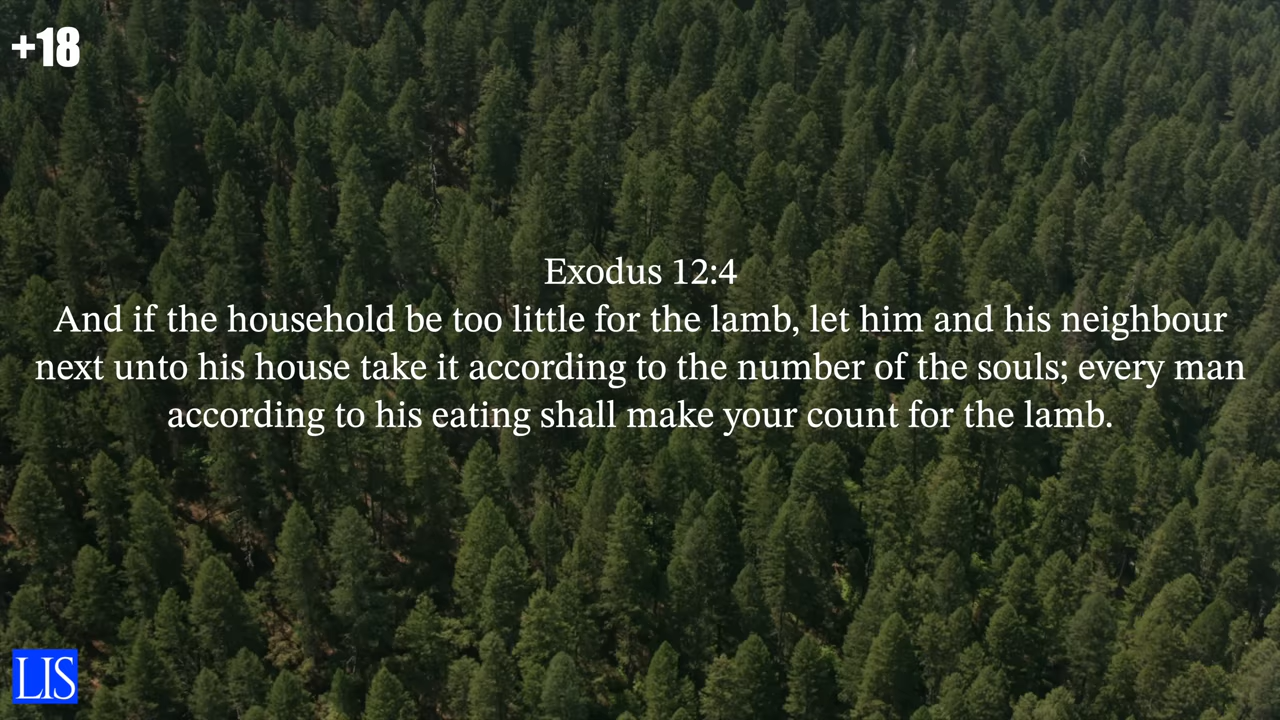 +18
Exodus 12:4
And if the household be too little for the lamb, let him and his neighbour
next unto his house take it according to the number of the souls; every man
according to his eating shall make your count for the lamb.
LIS